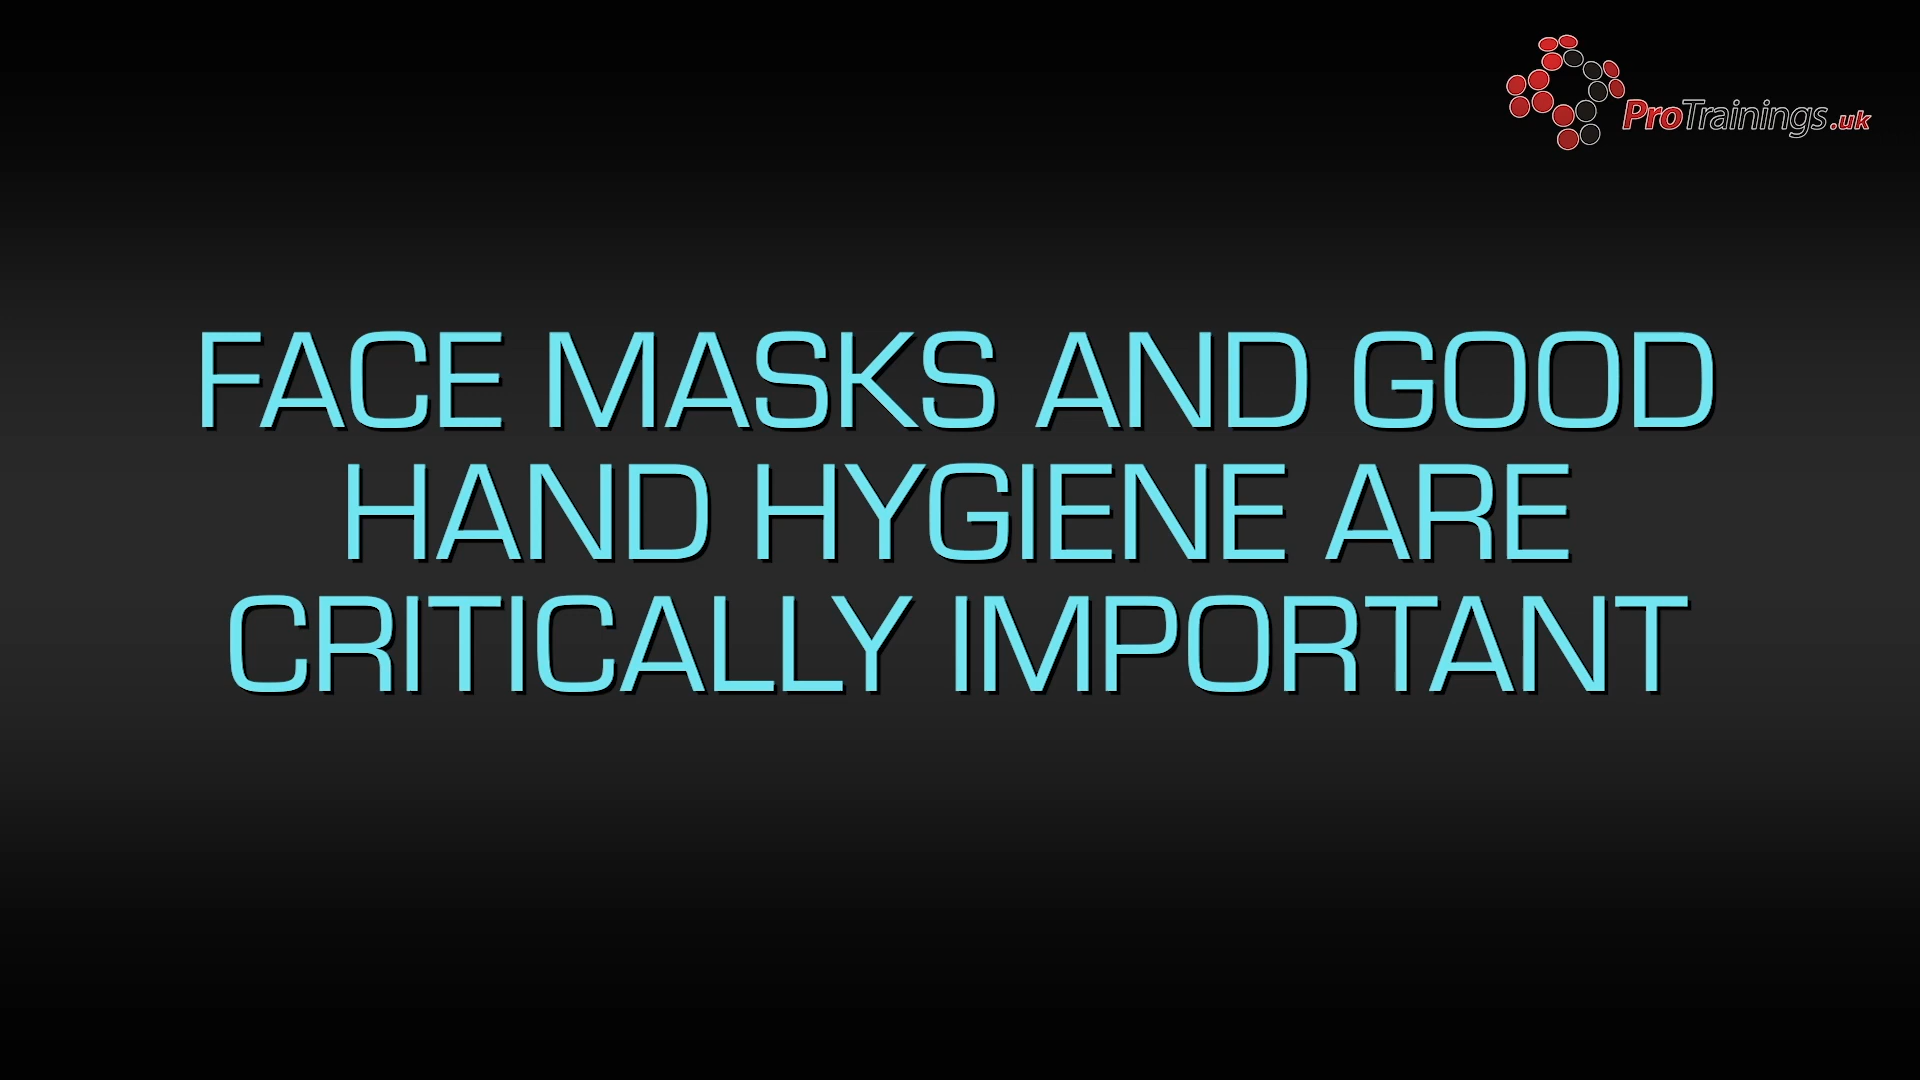 ProTrainings.uk
FACE MASKS AND GOOD
HAND HYGIENE ARE
CRITICALLY IMPORTANT